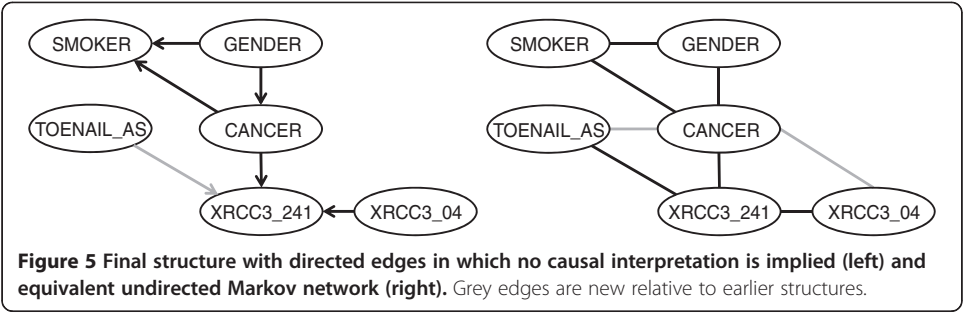 SMOKER GENDER SMOKER GENDER
TOENAIL_AS CANCER TOENAIL_AS CANCER
XRCC3_241 XRCC3_04 XRCC3_241 XRCC3_04
Figure 5 Final structure with directed edges in which no causal interpretation is implied (left) and
equivalent undirected Markov network (right). Grey edges are new relative to earlier structures.